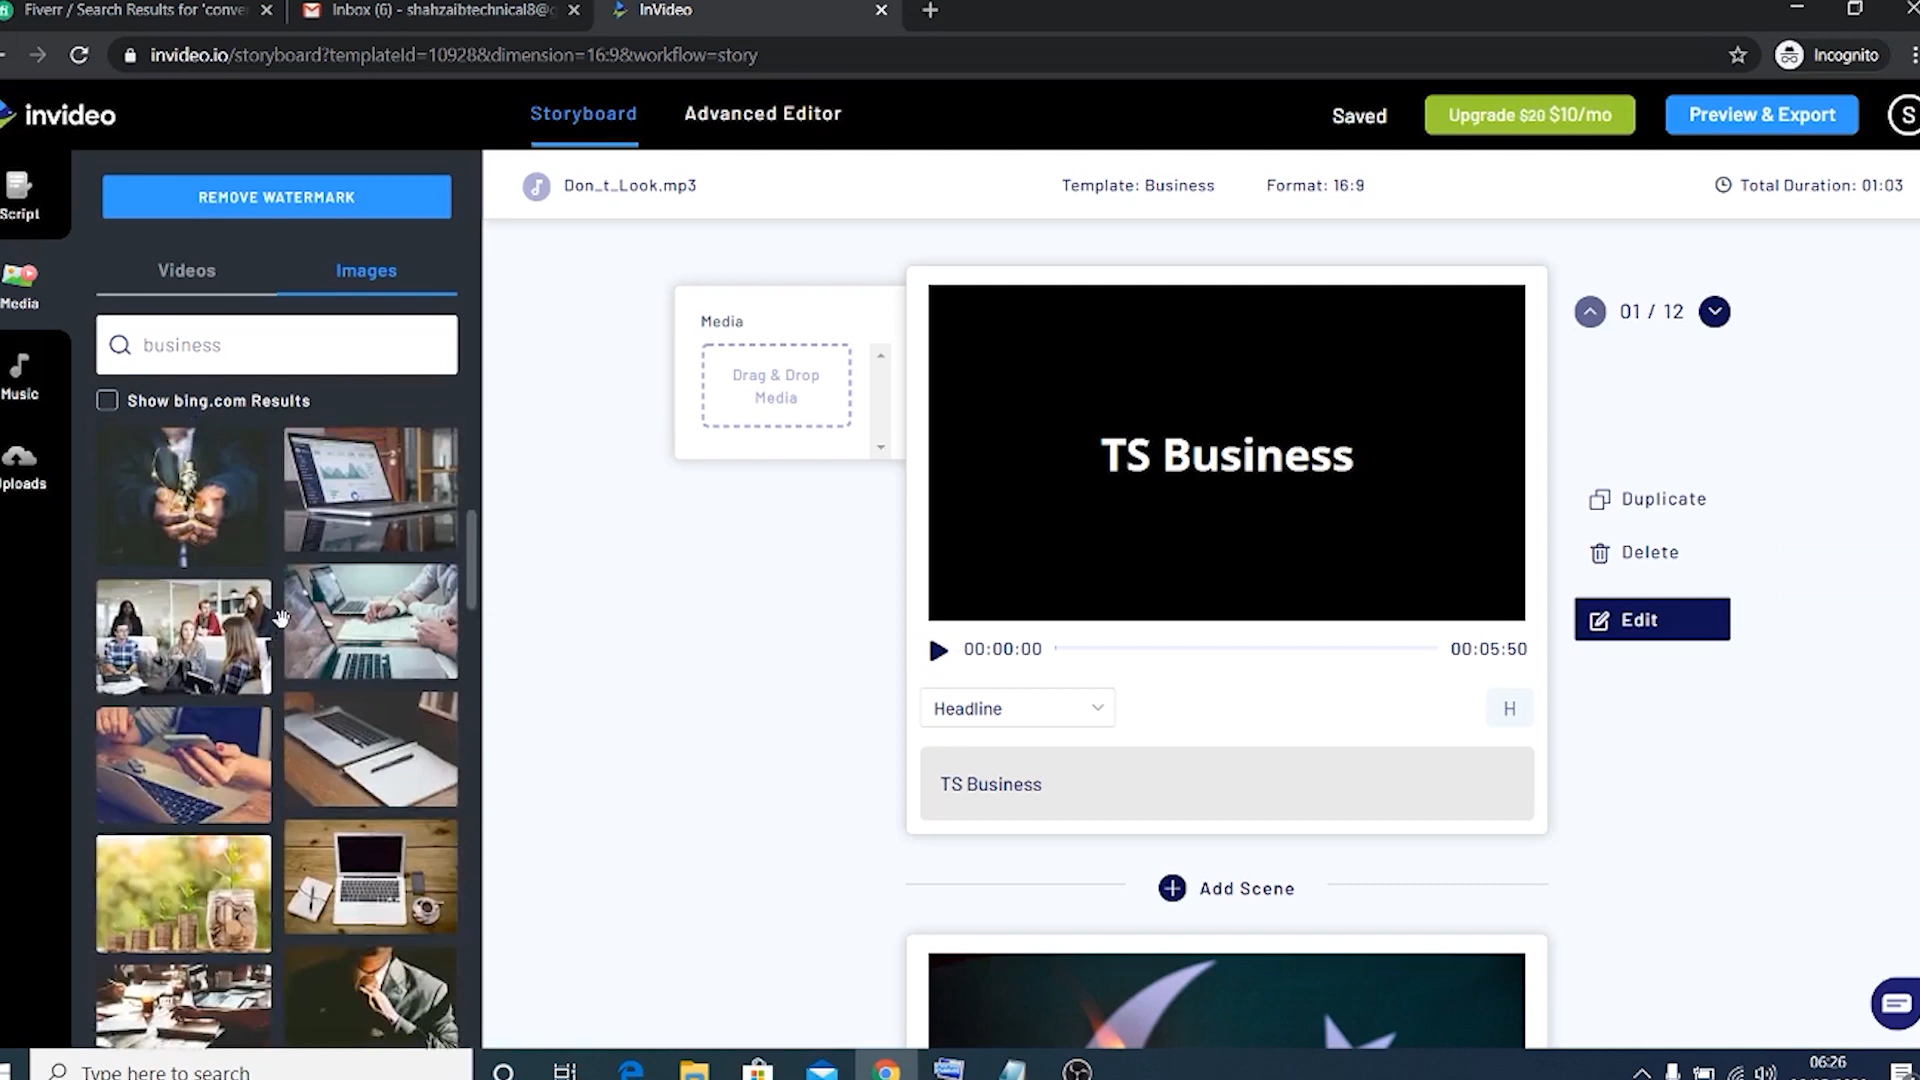 Fiverr / Search Results for 'conver
Inbox (6) - shahzaibtechnical8@
InVideo
invideo.io/storyboard?templateId=10928&dimension=16:9&workflow=story
Incognito
invideo
Storyboard
Advanced Editor
Saved
Upgrade $20 $10/mo
Preview & Export
S
Script
Media
Music
ploads
REMOVE WATERMARK
Videos
Images
business
Show bing.com Results
Don_t_Look.mp3
Template: Business
Format: 16:9
Total Duration: 01:03
Media
Drag & Drop
Media
TS Business
01 / 12
Duplicate
Delete
Edit
00:00:00
00:05:50
Headline
H
TS Business
Add Scene
Type here to search
06:26